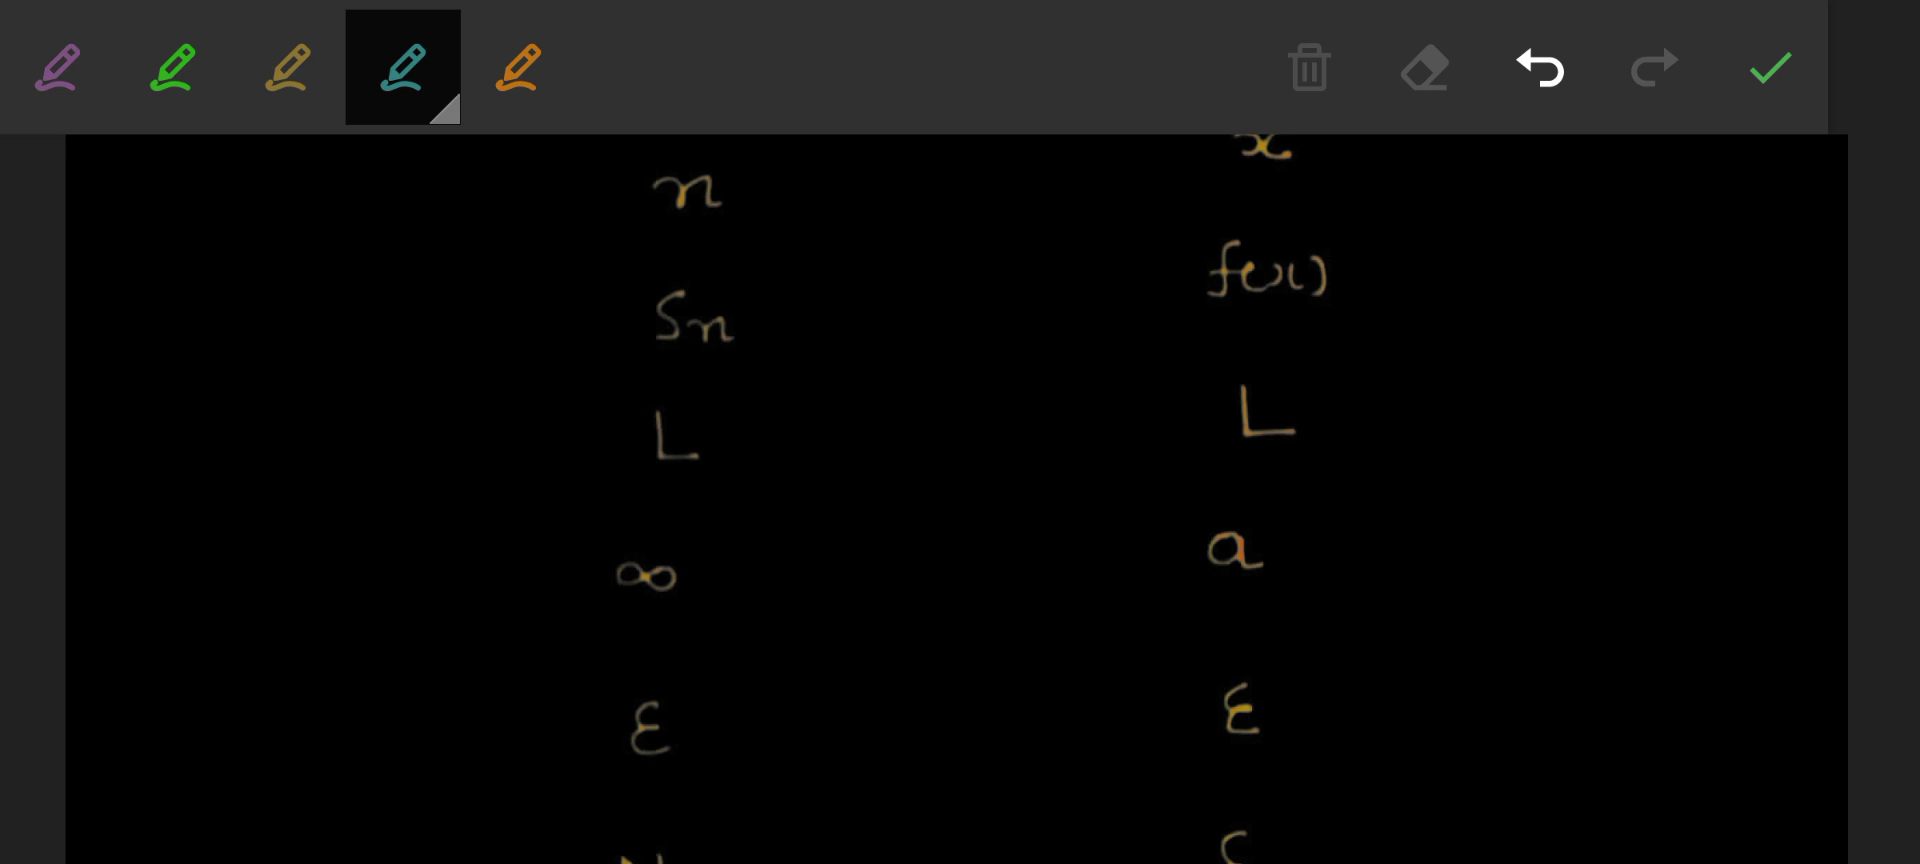 n x
Sn f(x)
L L
∞ a
ε ε